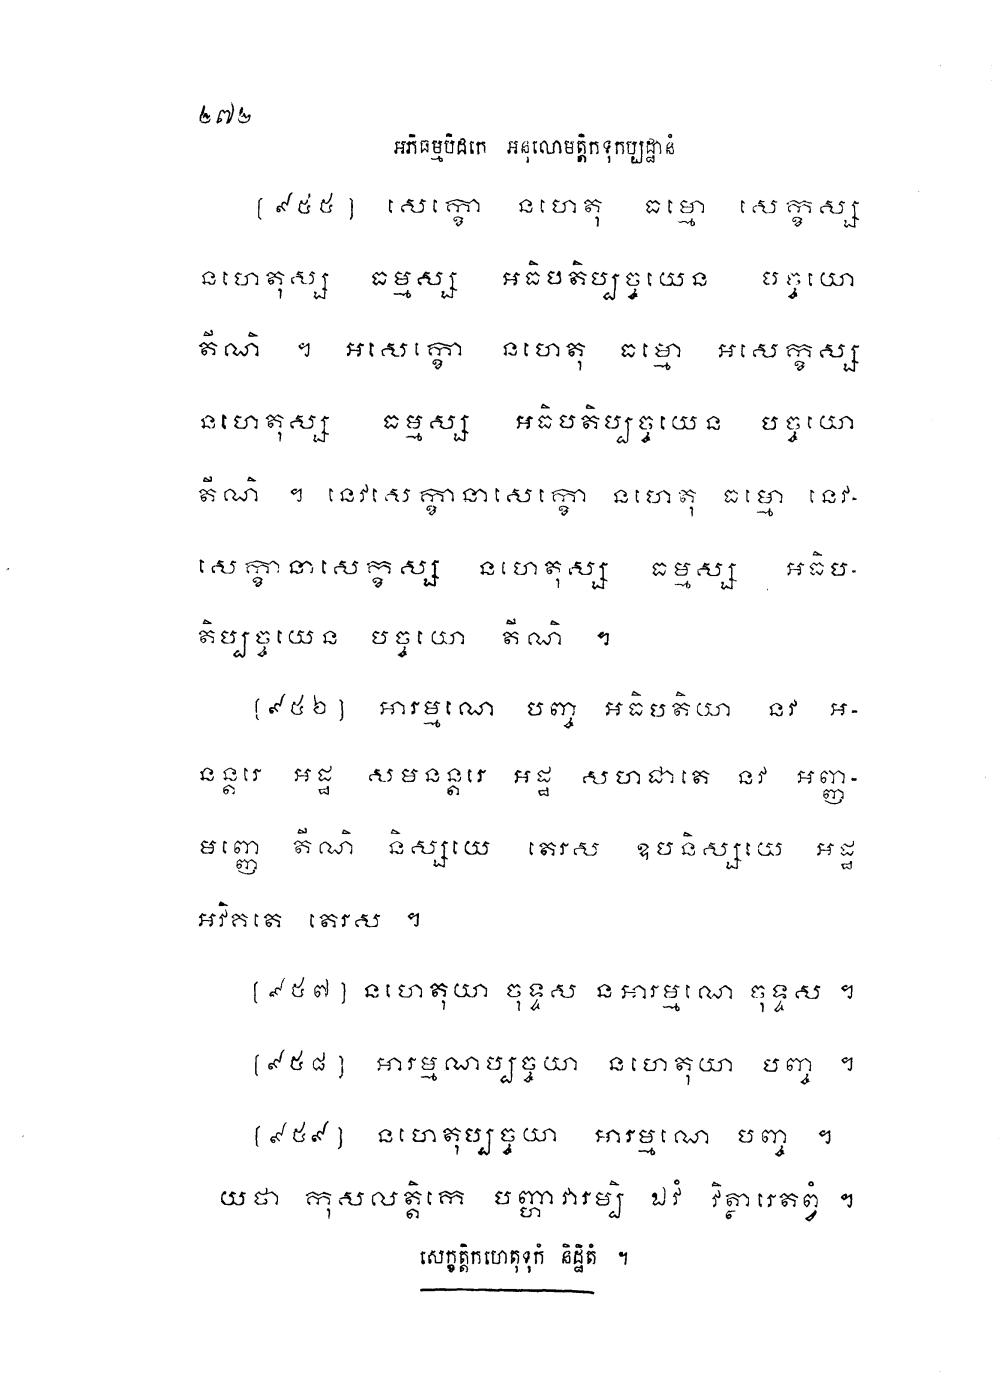 ២៧២
អភិធម្មបិដកេ អនុលោមត្តិកទុកប្បដ្ឋានំ
[៩៥៥] សេក្ខោ នហេតុ ធម្មោ សេក្ខស្ស
នហេតុស្ស ធម្មស្ស អធិបតិប្បច្ចយេន បច្ចយោ
តីណិ ។ អសេក្ខោ នហេតុ ធម្មោ អសេក្ខស្ស
នហេតុស្ស ធម្មស្ស អធិបតិប្បច្ចយេន បច្ចយោ
តីណិ ។ នេវសេក្ខានាសេក្ខោ នហេតុ ធម្មោ នេវ-
សេក្ខានាសេក្ខស្ស នហេតុស្ស ធម្មស្ស អធិប-
តិប្បច្ចយេន បច្ចយោ តីណិ ។
[៩៥៦] អារម្មណេ បញ្ច អធិបតិយា នវ អ-
នន្តរេ អដ្ឋ សមនន្តរេ អដ្ឋ សហជាតេ នវ អញ្ញ-
មញ្ញេ តីណិ និស្សយេ តេរស ឧបនិស្សយេ អដ្ឋ
អវិគតេ តេរស ។
[៩៥៧] នហេតុយា ចុទ្ទស នអារម្មណេ ចុទ្ទស ។
[៩៥៨] អារម្មណប្បច្ចយា នហេតុយា បញ្ច ។
[៩៥៩] នហេតុប្បច្ចយា អារម្មណេ បញ្ច ។
យថា កុសលត្តិកេ បញ្ហាវារម្បិ ឯវំ វិត្ថារេតព្វំ ។
សេក្ខត្តិកហេតុទុកំ និដ្ឋិតំ ។